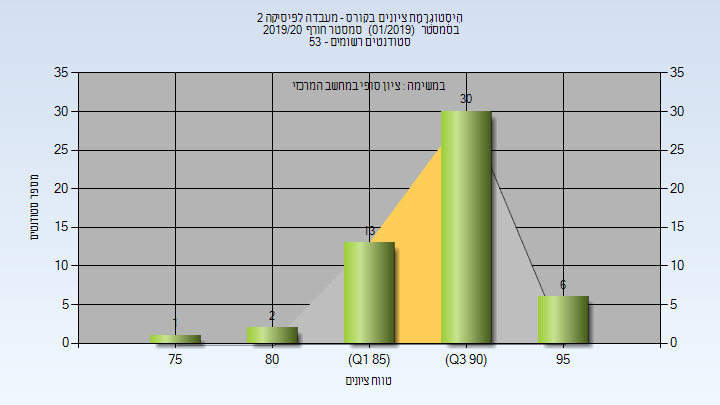 היסטוגרמת ציונים בקורס - מעבדה לפיסיקה 2
בסמסטר (01/2019) סמסטר חורף 2019/20
סטודנטים רשומים - 53
במשימה : ציון סופי במחשב המרכזי
35 35
30 30
25 25
20 20
15 15
10 10
5 5
0 0
1 2 13 30 6
מספר סטודנטים
75 80 (Q1 85) (Q3 90) 95
טווח ציונים